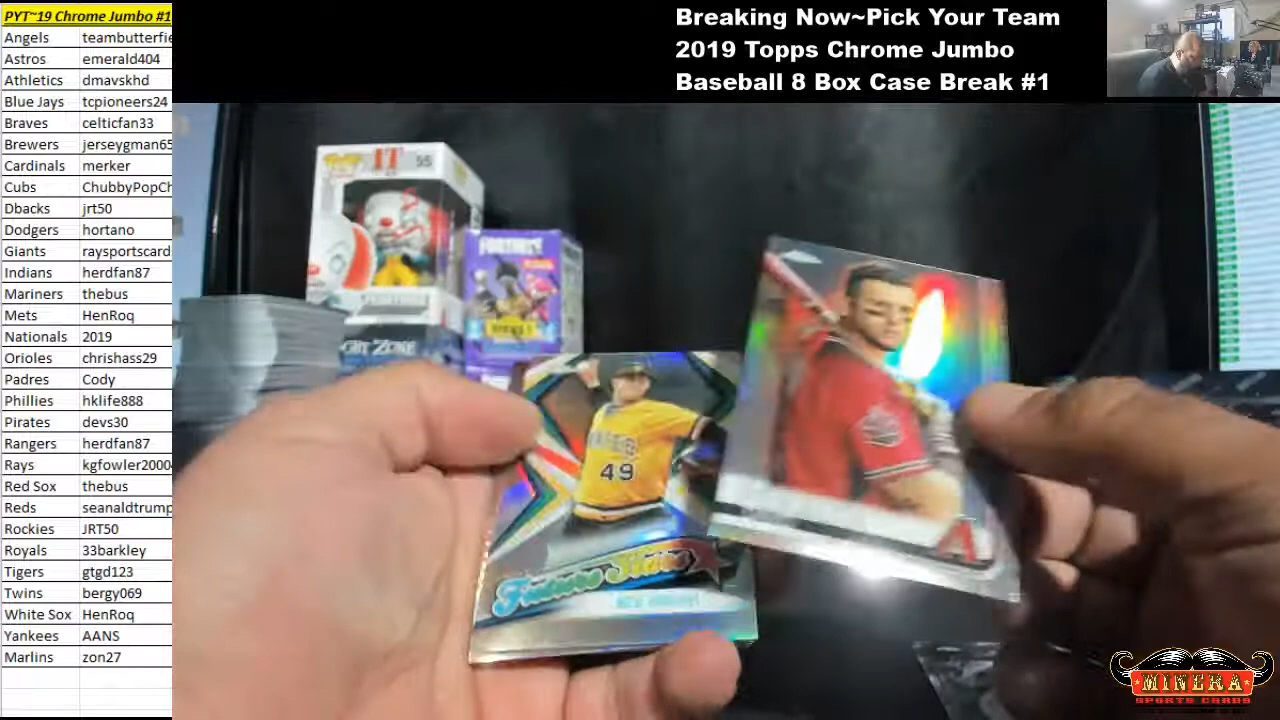 PYT~19 Chrome Jumbo #1
Angels teambutterfie
Astros emerald404
Athletics dmavskhd
Blue Jays tcpioneers24
Braves celticfan33
Brewers jerseygman65
Cardinals merker
Cubs ChubbyPopCh
Dbacks jrt50
Dodgers hortano
Giants raysportscard
Indians herdfan87
Mariners thebus
Mets HenRoq
Nationals 2019
Orioles chrishass29
Padres Cody
Phillies hklife888
Pirates devs30
Rangers herdfan87
Rays kgfowler2000
Red Sox thebus
Reds seanaldtrump
Rockies JRT50
Royals 33barkley
Tigers gtgd123
Twins bergy069
White Sox HenRoq
Yankees AANS
Marlins zon27
Breaking Now~Pick Your Team
2019 Topps Chrome Jumbo
Baseball 8 Box Case Break #1
IT
55
FORTNITE
49
Future Stars
A
MINERA
SPORTS CARDS